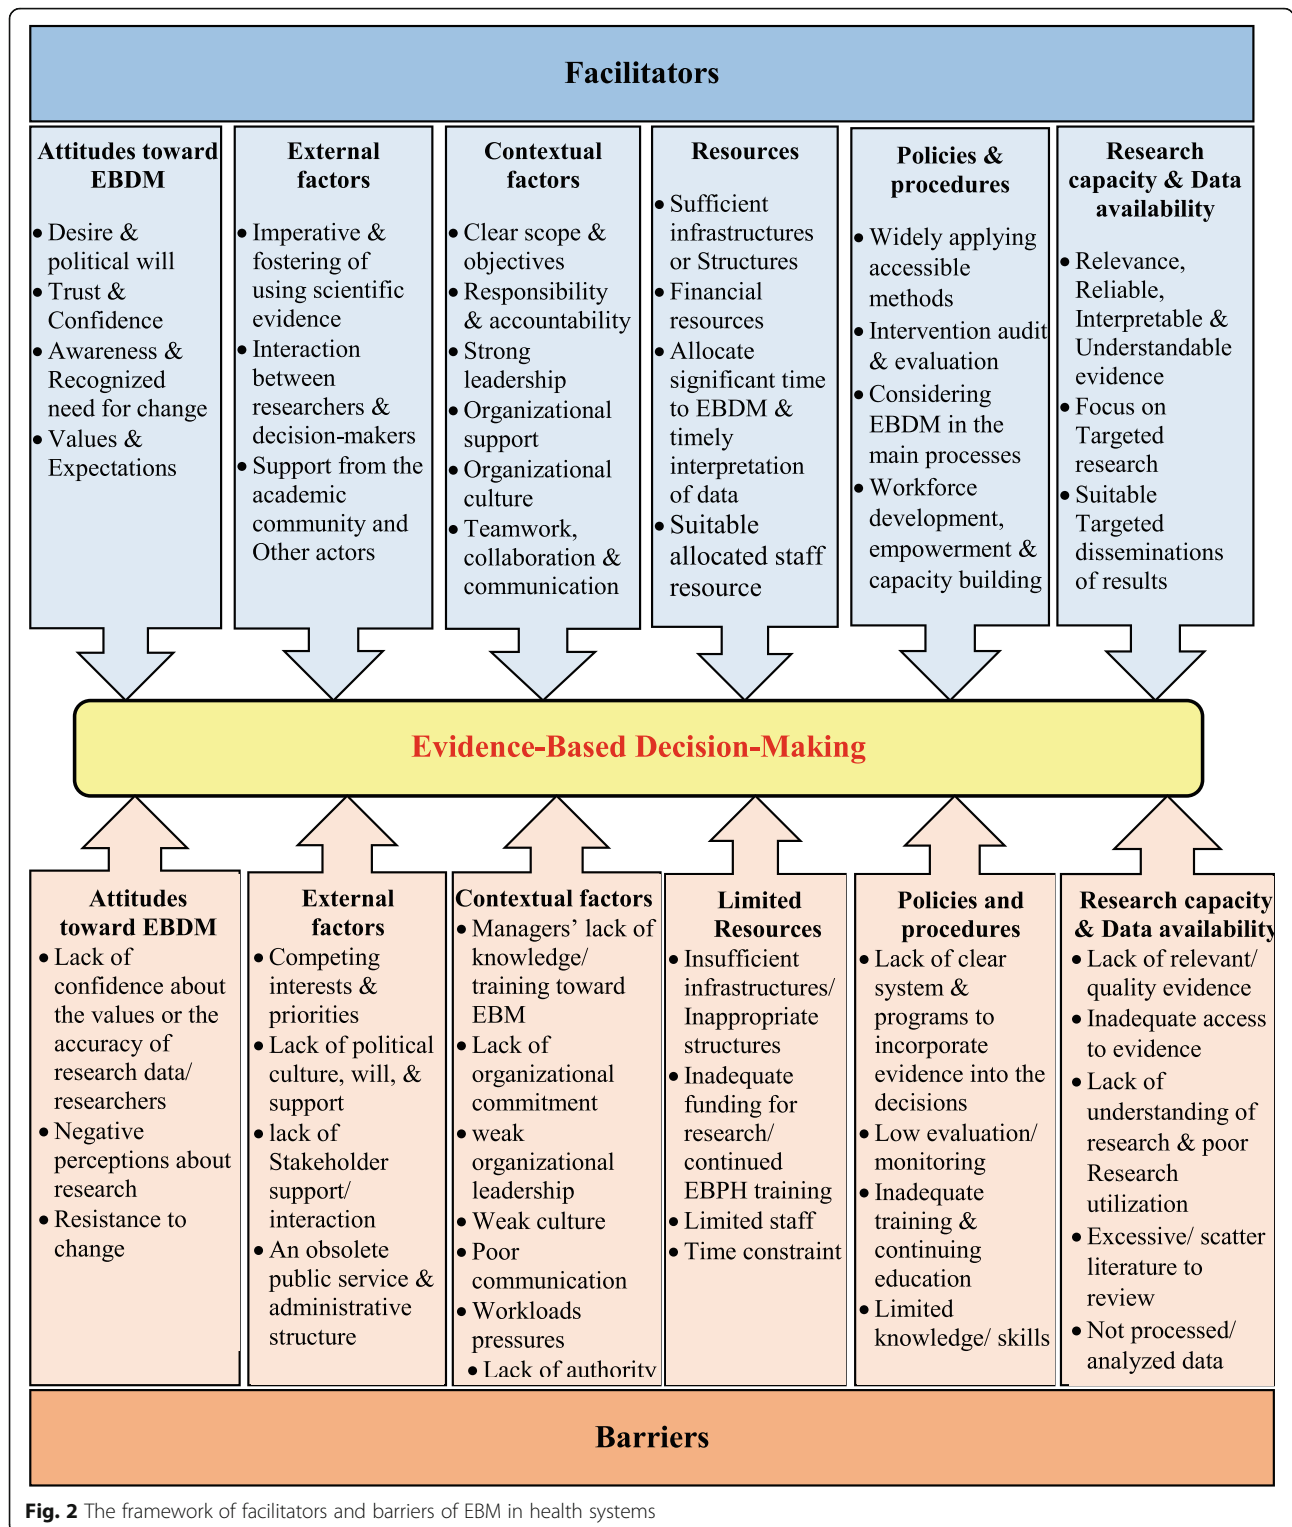 Facilitators
Attitudes toward
EBDM
• Desire &
political will
• Trust &
Confidence
• Awareness &
Recognized
need for change
• Values &
Expectations
External
factors
• Imperative &
fostering of
using scientific
evidence
• Interaction
between
researchers &
decision-makers
• Support from the
academic
community and
Other actors
Contextual
factors
• Clear scope &
objectives
• Responsibility
& accountability
• Strong
leadership
• Organizational
support
• Organizational
culture
• Teamwork,
collaboration &
communication
Resources
• Sufficient
infrastructures
or Structures
• Financial
resources
• Allocate
significant time
to EBDM &
timely
interpretation
of data
• Suitable
allocated staff
resource
Policies &
procedures
• Widely applying
accessible
methods
• Intervention audit
& evaluation
• Considering
EBDM in the
main processes
• Workforce
development,
empowerment &
capacity building
Research
capacity & Data
availability
• Relevance,
Reliable,
Interpretable &
Understandable
evidence
• Focus on
Targeted
research
• Suitable
Targeted
disseminations
of results
Evidence-Based Decision-Making
Attitudes
toward EBDM
• Lack of
confidence about
the values or the
accuracy of
research data/
researchers
• Negative
perceptions about
research
• Resistance to
change
External
factors
• Competing
interests &
priorities
• Lack of political
culture, will, &
support
• lack of
Stakeholder
support/
interaction
• An obsolete
public service &
administrative
structure
Contextual factors
• Managers' lack of
knowledge/
training toward
EBM
• Lack of
organizational
commitment
• weak
organizational
leadership
• Weak culture
• Poor
communication
• Workloads
pressures
• Lack of authority
Limited
Resources
• Insufficient
infrastructures/
Inappropriate
structures
• Inadequate
funding for
research/
continued
EBPH training
• Limited staff
• Time constraint
Policies and
procedures
• Lack of clear
system &
programs to
incorporate
evidence into the
decisions
• Low evaluation/
monitoring
• Inadequate
training &
continuing
education
• Limited
knowledge/ skills
Research capacity
& Data availability
• Lack of relevant/
quality evidence
• Inadequate access
to evidence
• Lack of
understanding of
research & poor
Research
utilization
• Excessive/ scatter
literature to
review
• Not processed/
analyzed data
Barriers
Fig. 2 The framework of facilitators and barriers of EBM in health systems